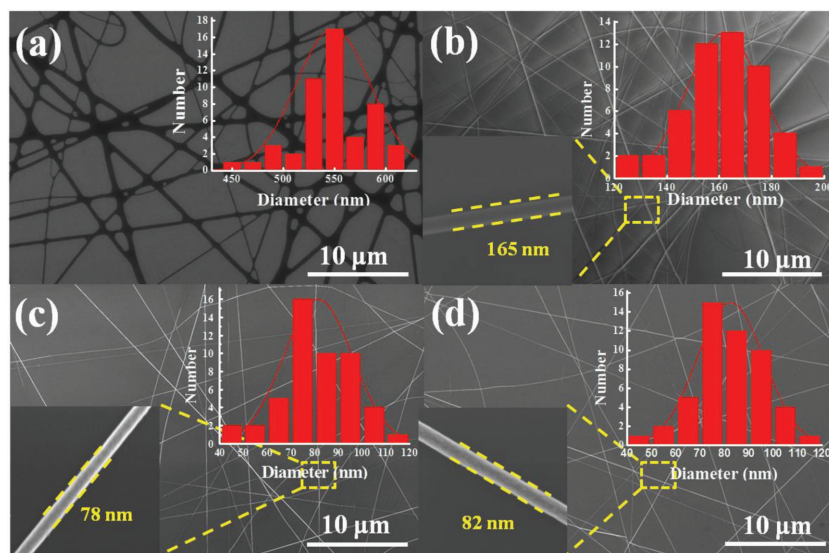 (a)
18
16
14
12
10
8
6
4
2
0
Number
450 500 550 600
Diameter (nm)
10 μm
(b)
14
12
10
8
6
4
2
0
Number
120 140 160 180 200
Diameter (nm)
165 nm
10 μm
(c)
16
14
12
10
8
6
4
2
0
Number
40 50 60 70 80 90 100 110 120
Diameter (nm)
78 nm
10 μm
(d)
16
14
12
10
8
6
4
2
0
Number
40 50 60 70 80 90 100 110 120
Diameter (nm)
82 nm
10 μm